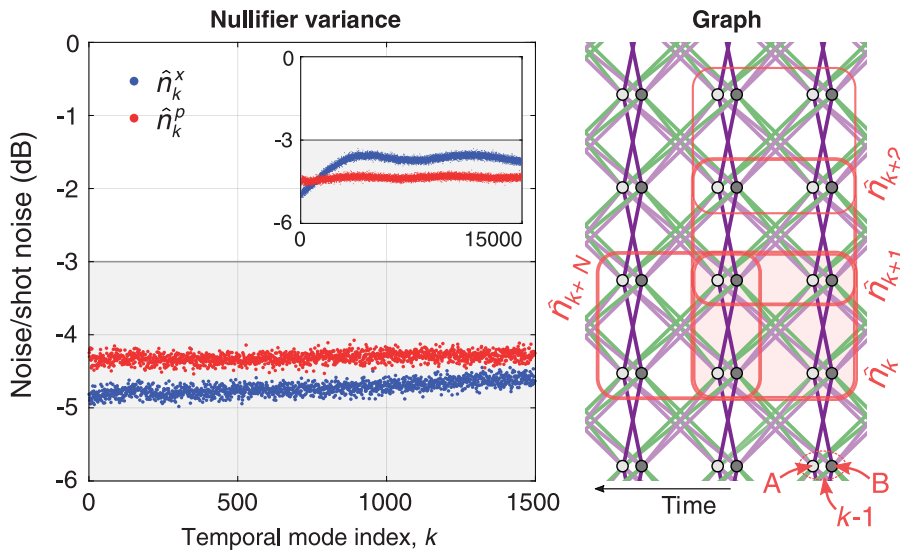 Nullifier variance
Graph
0
-1
-2
-3
-4
-5
-6
Noise/shot noise (dB)
n̂ₖˣ
n̂ₖᵖ
0
-3
-6
0
15000
0
500
1000
1500
Temporal mode index, k
n̂ₖ₊₂
n̂ₖ₊₁
n̂ₖ₊N
n̂ₖ
A
B
k-1
Time